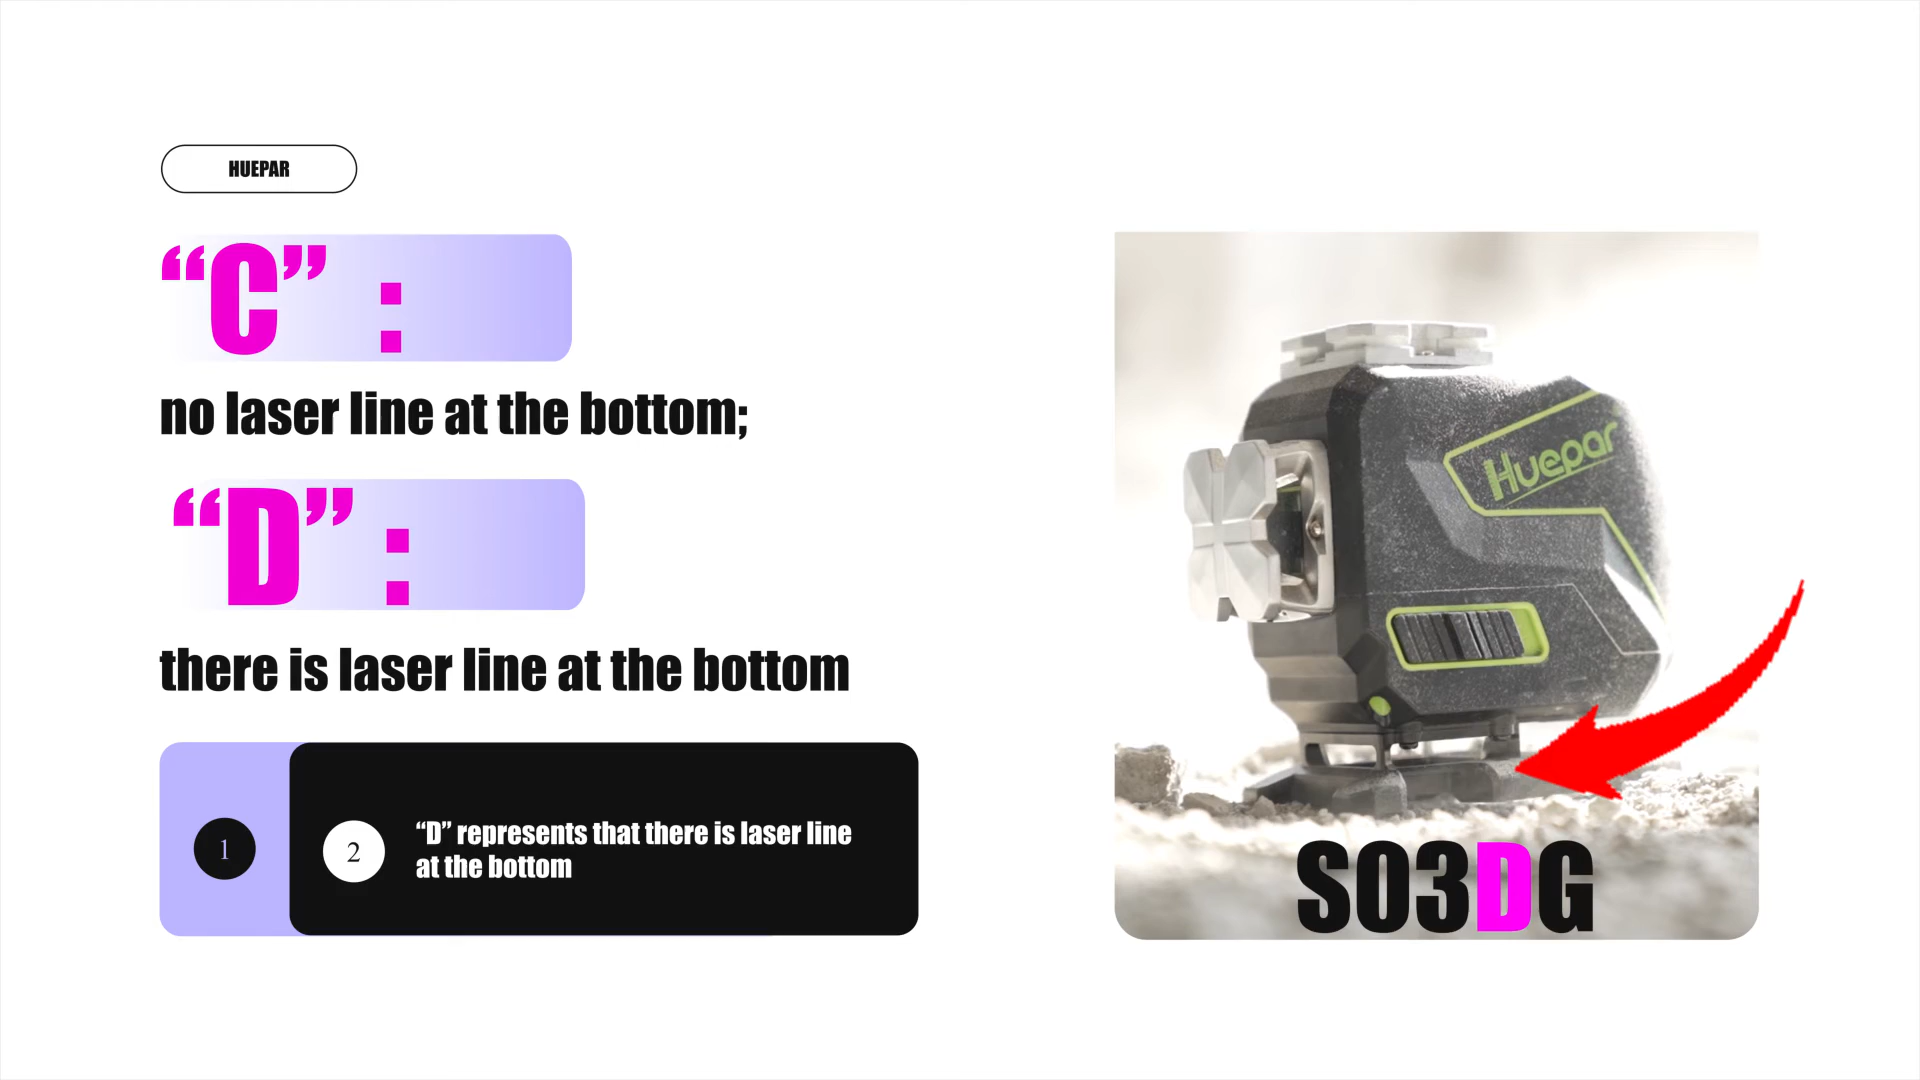 HUEPAR
“C” :
no laser line at the bottom;
“D” :
there is laser line at the bottom
1
2
“D” represents that there is laser line
at the bottom
Huepar
S03DG